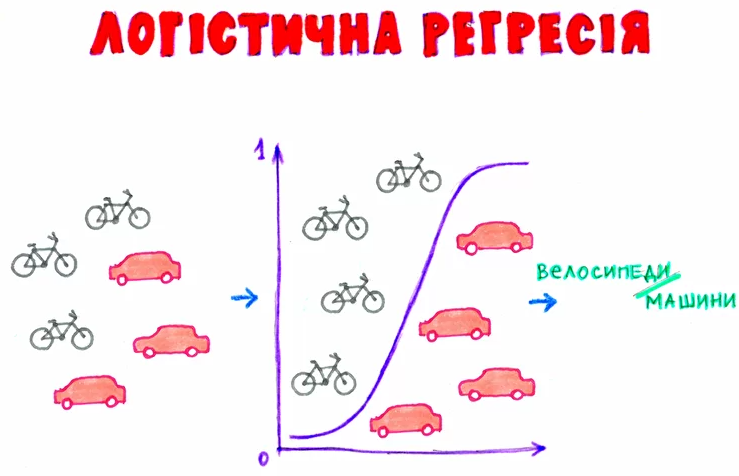 ЛОГІСТИЧНА РЕГРЕСІЯ
1
0
Велосипеди
машини